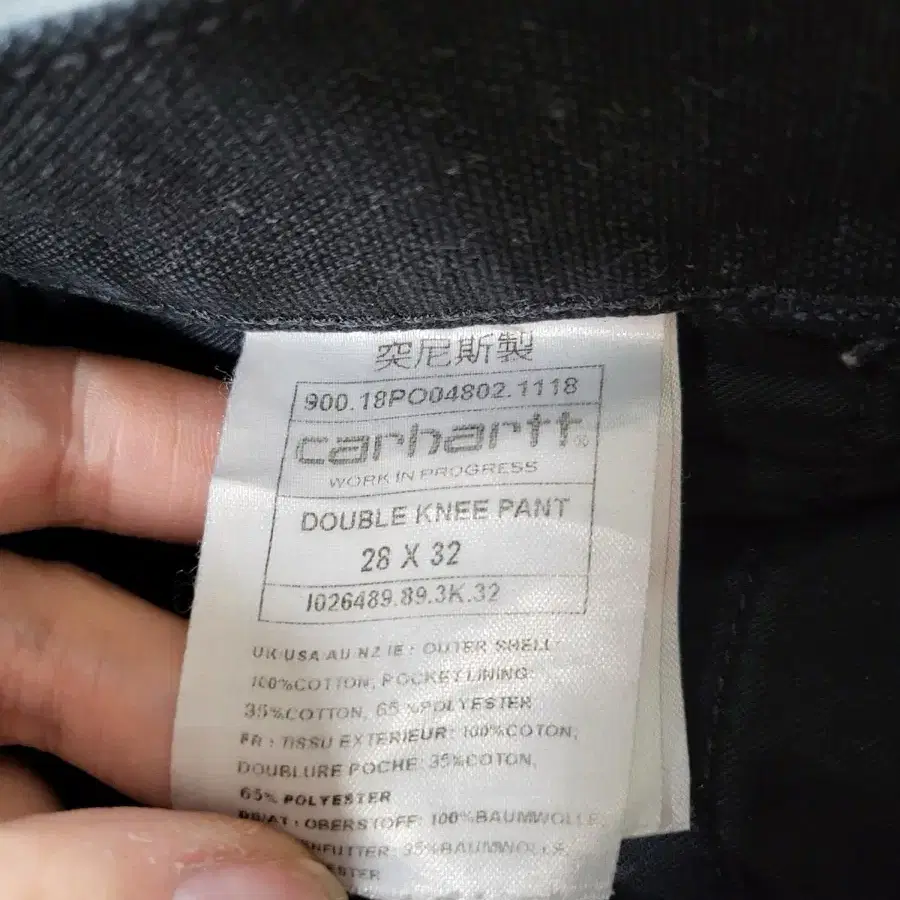 突尼斯製
900.18PO04802.1118
carhartt®
WORK IN PROGRESS
DOUBLE KNEE PANT
28 X 32
I026489.89.3K.32
UK USA AU NZ IE : OUTER SHELL
100%COTTON, POCKET LINING:
35%COTTON, 65 %POLYESTER
FR : TISSU EXTERIEUR: 100%COTON,
DOUBLURE POCHE: 35%COTON,
65% POLYESTER
: OBERSTOFF: 100%BAUMWOLLE,
35%BAUMWOLLE,